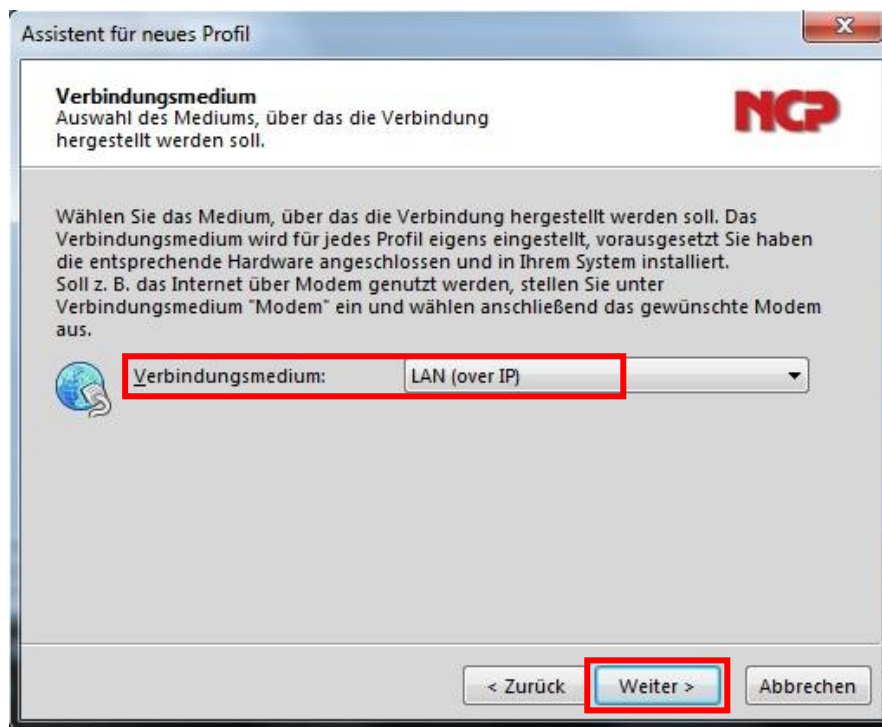 Assistent für neues Profil
Verbindungsmedium
Auswahl des Mediums, über das die Verbindung
hergestellt werden soll.
NCP
Wählen Sie das Medium, über das die Verbindung hergestellt werden soll. Das
Verbindungsmedium wird für jedes Profil eigens eingestellt, vorausgesetzt Sie haben
die entsprechende Hardware angeschlossen und in Ihrem System installiert.
Soll z. B. das Internet über Modem genutzt werden, stellen Sie unter
Verbindungsmedium "Modem" ein und wählen anschließend das gewünschte Modem
aus.
Verbindungsmedium: LAN (over IP)
< Zurück Weiter > Abbrechen